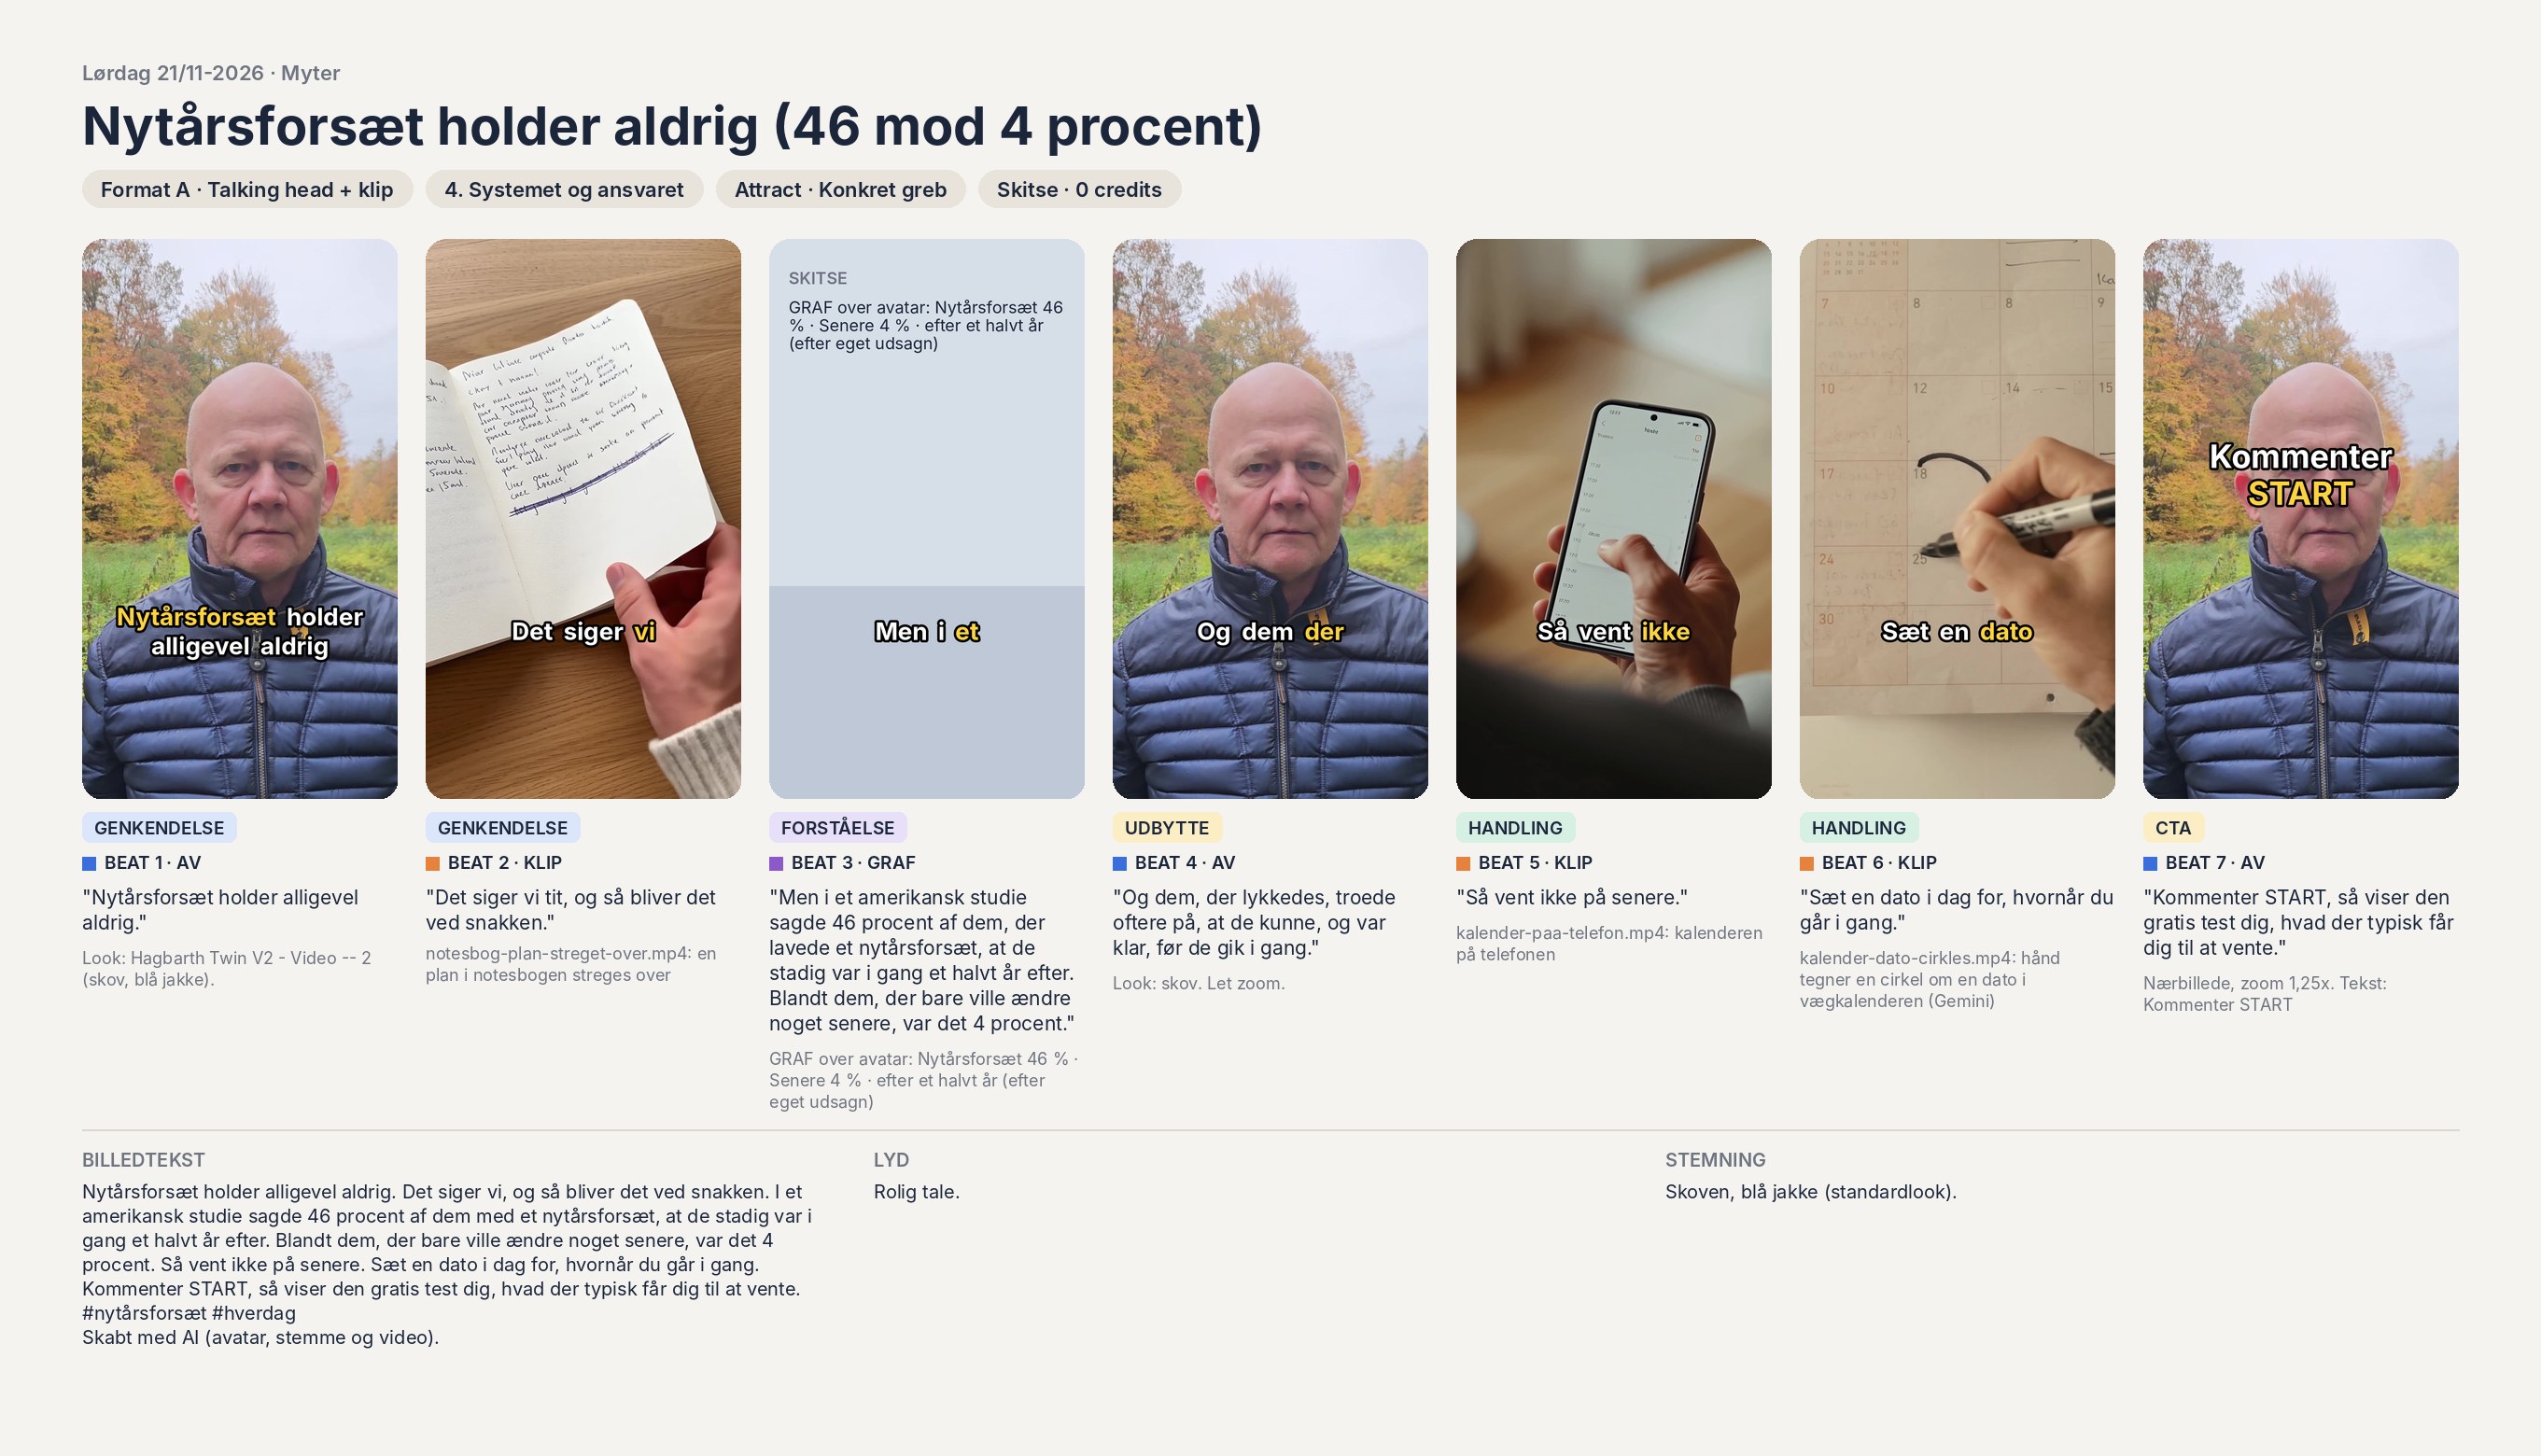 Lørdag 21/11-2026 · Myter
Nytårsforsæt holder aldrig (46 mod 4 procent)
Format A · Talking head + klip
4. Systemet og ansvaret
Attract · Konkret greb
Skitse · 0 credits
Nytårsforsæt holder
alligevel aldrig
Det siger vi
SKITSE
GRAF over avatar: Nytårsforsæt 46
% · Senere 4 % · efter et halvt år
(efter eget udsagn)
Men i et
Og dem der
Så vent ikke
7 8 8 9
10 12 14 15
17 18
24 25
30
Sæt en dato
Kommenter
START
GENKENDELSE
BEAT 1 · AV
"Nytårsforsæt holder alligevel
aldrig."
Look: Hagbarth Twin V2 - Video -- 2
(skov, blå jakke).
GENKENDELSE
BEAT 2 · KLIP
"Det siger vi tit, og så bliver det
ved snakken."
notesbog-plan-streget-over.mp4: en
plan i notesbogen streges over
FORSTÅELSE
BEAT 3 · GRAF
"Men i et amerikansk studie
sagde 46 procent af dem, der
lavede et nytårsforsæt, at de
stadig var i gang et halvt år efter.
Blandt dem, der bare ville ændre
noget senere, var det 4 procent."
GRAF over avatar: Nytårsforsæt 46 % ·
Senere 4 % · efter et halvt år (efter
eget udsagn)
UDBYTTE
BEAT 4 · AV
"Og dem, der lykkedes, troede
oftere på, at de kunne, og var
klar, før de gik i gang."
Look: skov. Let zoom.
HANDLING
BEAT 5 · KLIP
"Så vent ikke på senere."
kalender-paa-telefon.mp4: kalenderen
på telefonen
HANDLING
BEAT 6 · KLIP
"Sæt en dato i dag for, hvornår du
går i gang."
kalender-dato-cirkles.mp4: hånd
tegner en cirkel om en dato i
vægkalenderen (Gemini)
CTA
BEAT 7 · AV
"Kommenter START, så viser den
gratis test dig, hvad der typisk får
dig til at vente."
Nærbillede, zoom 1,25x. Tekst:
Kommenter START
BILLEDTEKST
Nytårsforsæt holder alligevel aldrig. Det siger vi, og så bliver det ved snakken. I et
amerikansk studie sagde 46 procent af dem med et nytårsforsæt, at de stadig var i
gang et halvt år efter. Blandt dem, der bare ville ændre noget senere, var det 4
procent. Så vent ikke på senere. Sæt en dato i dag for, hvornår du går i gang.
Kommenter START, så viser den gratis test dig, hvad der typisk får dig til at vente.
#nytårsforsæt #hverdag
Skabt med AI (avatar, stemme og video).
LYD
Rolig tale.
STEMNING
Skoven, blå jakke (standardlook).